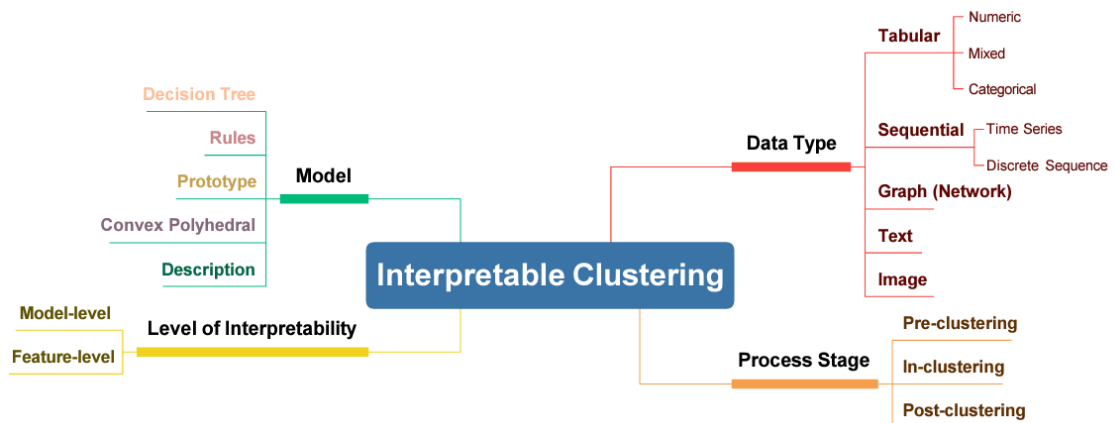 Interpretable Clustering
Model
Decision Tree
Rules
Prototype
Convex Polyhedral
Description
Level of Interpretability
Model-level
Feature-level
Data Type
Tabular
Numeric
Mixed
Categorical
Sequential
Time Series
Discrete Sequence
Graph (Network)
Text
Image
Process Stage
Pre-clustering
In-clustering
Post-clustering